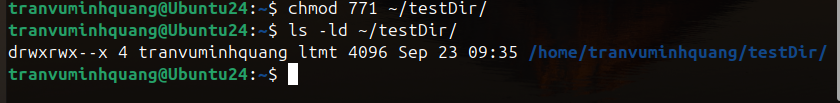 tranvuminhquang@Ubuntu24:~$ chmod 771 ~/testDir/
tranvuminhquang@Ubuntu24:~$ ls -ld ~/testDir/
drwxrwx--x 4 tranvuminhquang ltmt 4096 Sep 23 09:35 /home/tranvuminhquang/testDir/
tranvuminhquang@Ubuntu24:~$